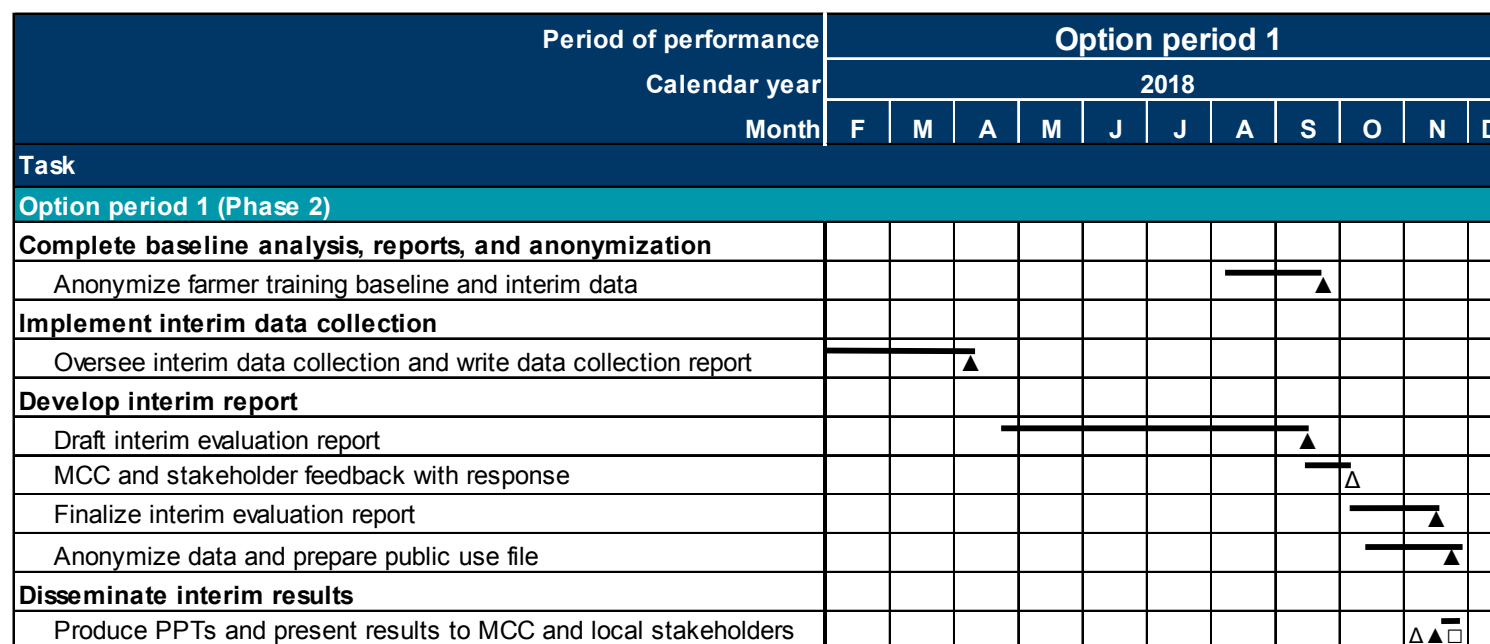 Period of performance Option period 1
Calendar year 2018
Month F M A M J J A S O N D
Task
Option period 1 (Phase 2)
Complete baseline analysis, reports, and anonymization
Anonymize farmer training baseline and interim data ▲
Implement interim data collection
Oversee interim data collection and write data collection report ▲
Develop interim report
Draft interim evaluation report ▲
MCC and stakeholder feedback with response Δ
Finalize interim evaluation report ▲
Anonymize data and prepare public use file ▲
Disseminate interim results
Produce PPTs and present results to MCC and local stakeholders Δ▲□